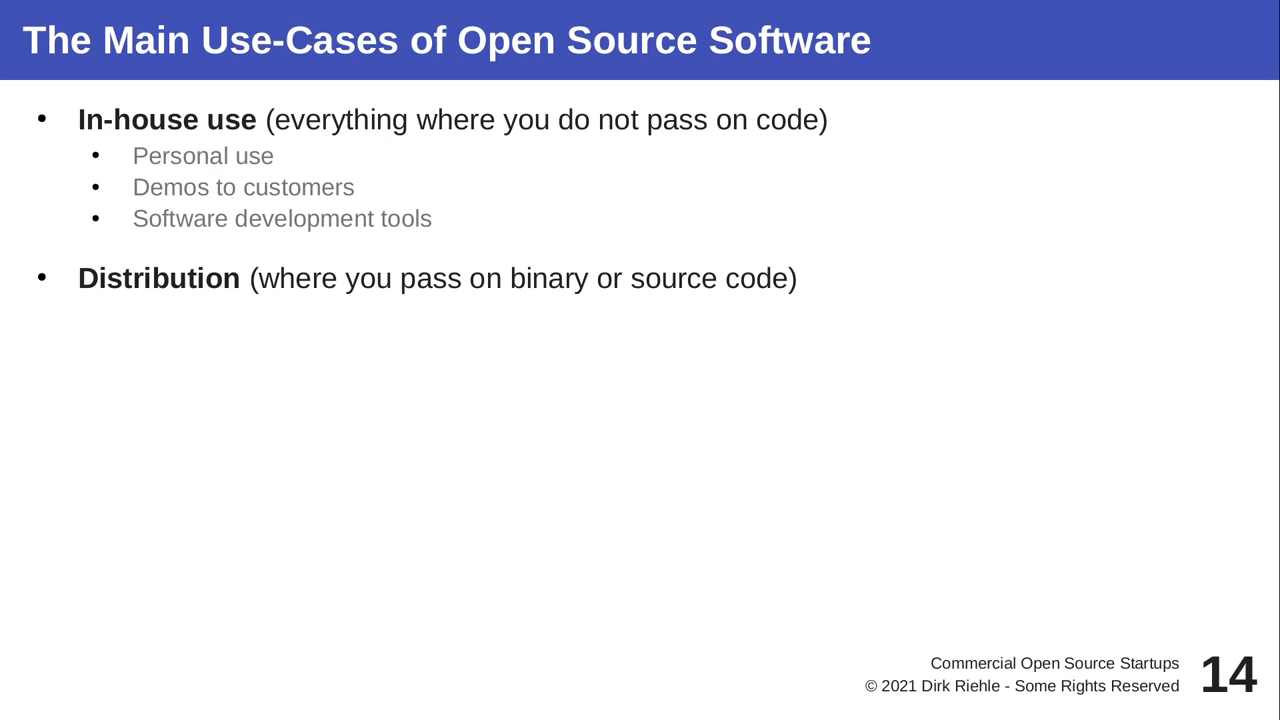 The Main Use-Cases of Open Source Software
• In-house use (everything where you do not pass on code)
• Personal use
• Demos to customers
• Software development tools
• Distribution (where you pass on binary or source code)
Commercial Open Source Startups
© 2021 Dirk Riehle - Some Rights Reserved
14